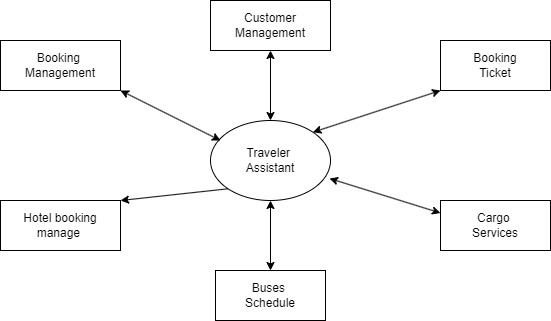 Customer
Management
Booking
Management
Booking
Ticket
Traveler
Assistant
Hotel booking
manage
Cargo
Services
Buses
Schedule